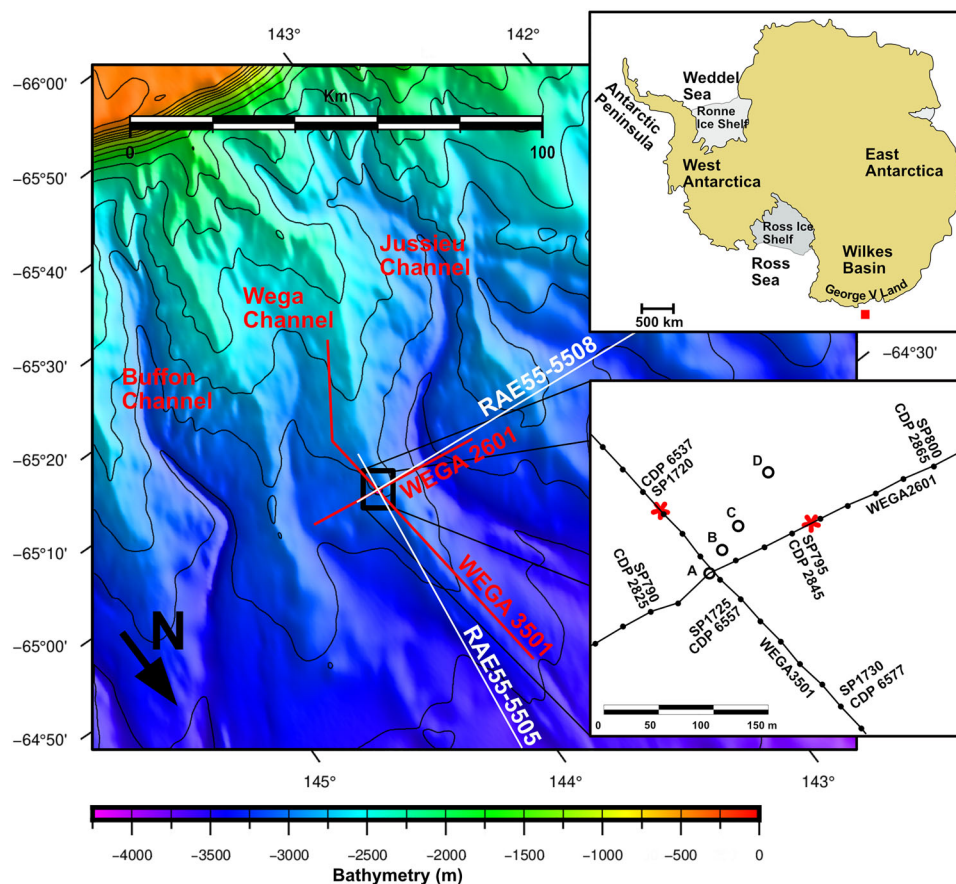 143°
142°
−66°00'
−65°50'
−65°40'
−65°30'
−65°20'
−65°10'
−65°00'
−64°50'
Km
0
100
Jussieu
Channel
Wega
Channel
Buffon
Channel
RAE55-5508
WEGA 2601
WEGA 3501
RAE55-5505
N
−64°30'
145°
144°
143°
−4000
−3500
−3000
−2500
−2000
−1500
−1000
−500
0
Bathymetry (m)
Weddel
Sea
Ronne
Ice Shelf
Antarctic
Peninsula
West
Antarctica
East
Antarctica
Ross Ice
Shelf
Ross
Sea
Wilkes
Basin
George V Land
500 km
CDP 6537
SP1720
D
SP800
CDP 2865
WEGA2601
C
B
A
SP795
CDP 2845
SP790
CDP 2825
SP1725
CDP 6557
WEGA3501
SP1730
CDP 6577
0
50
100
150 m